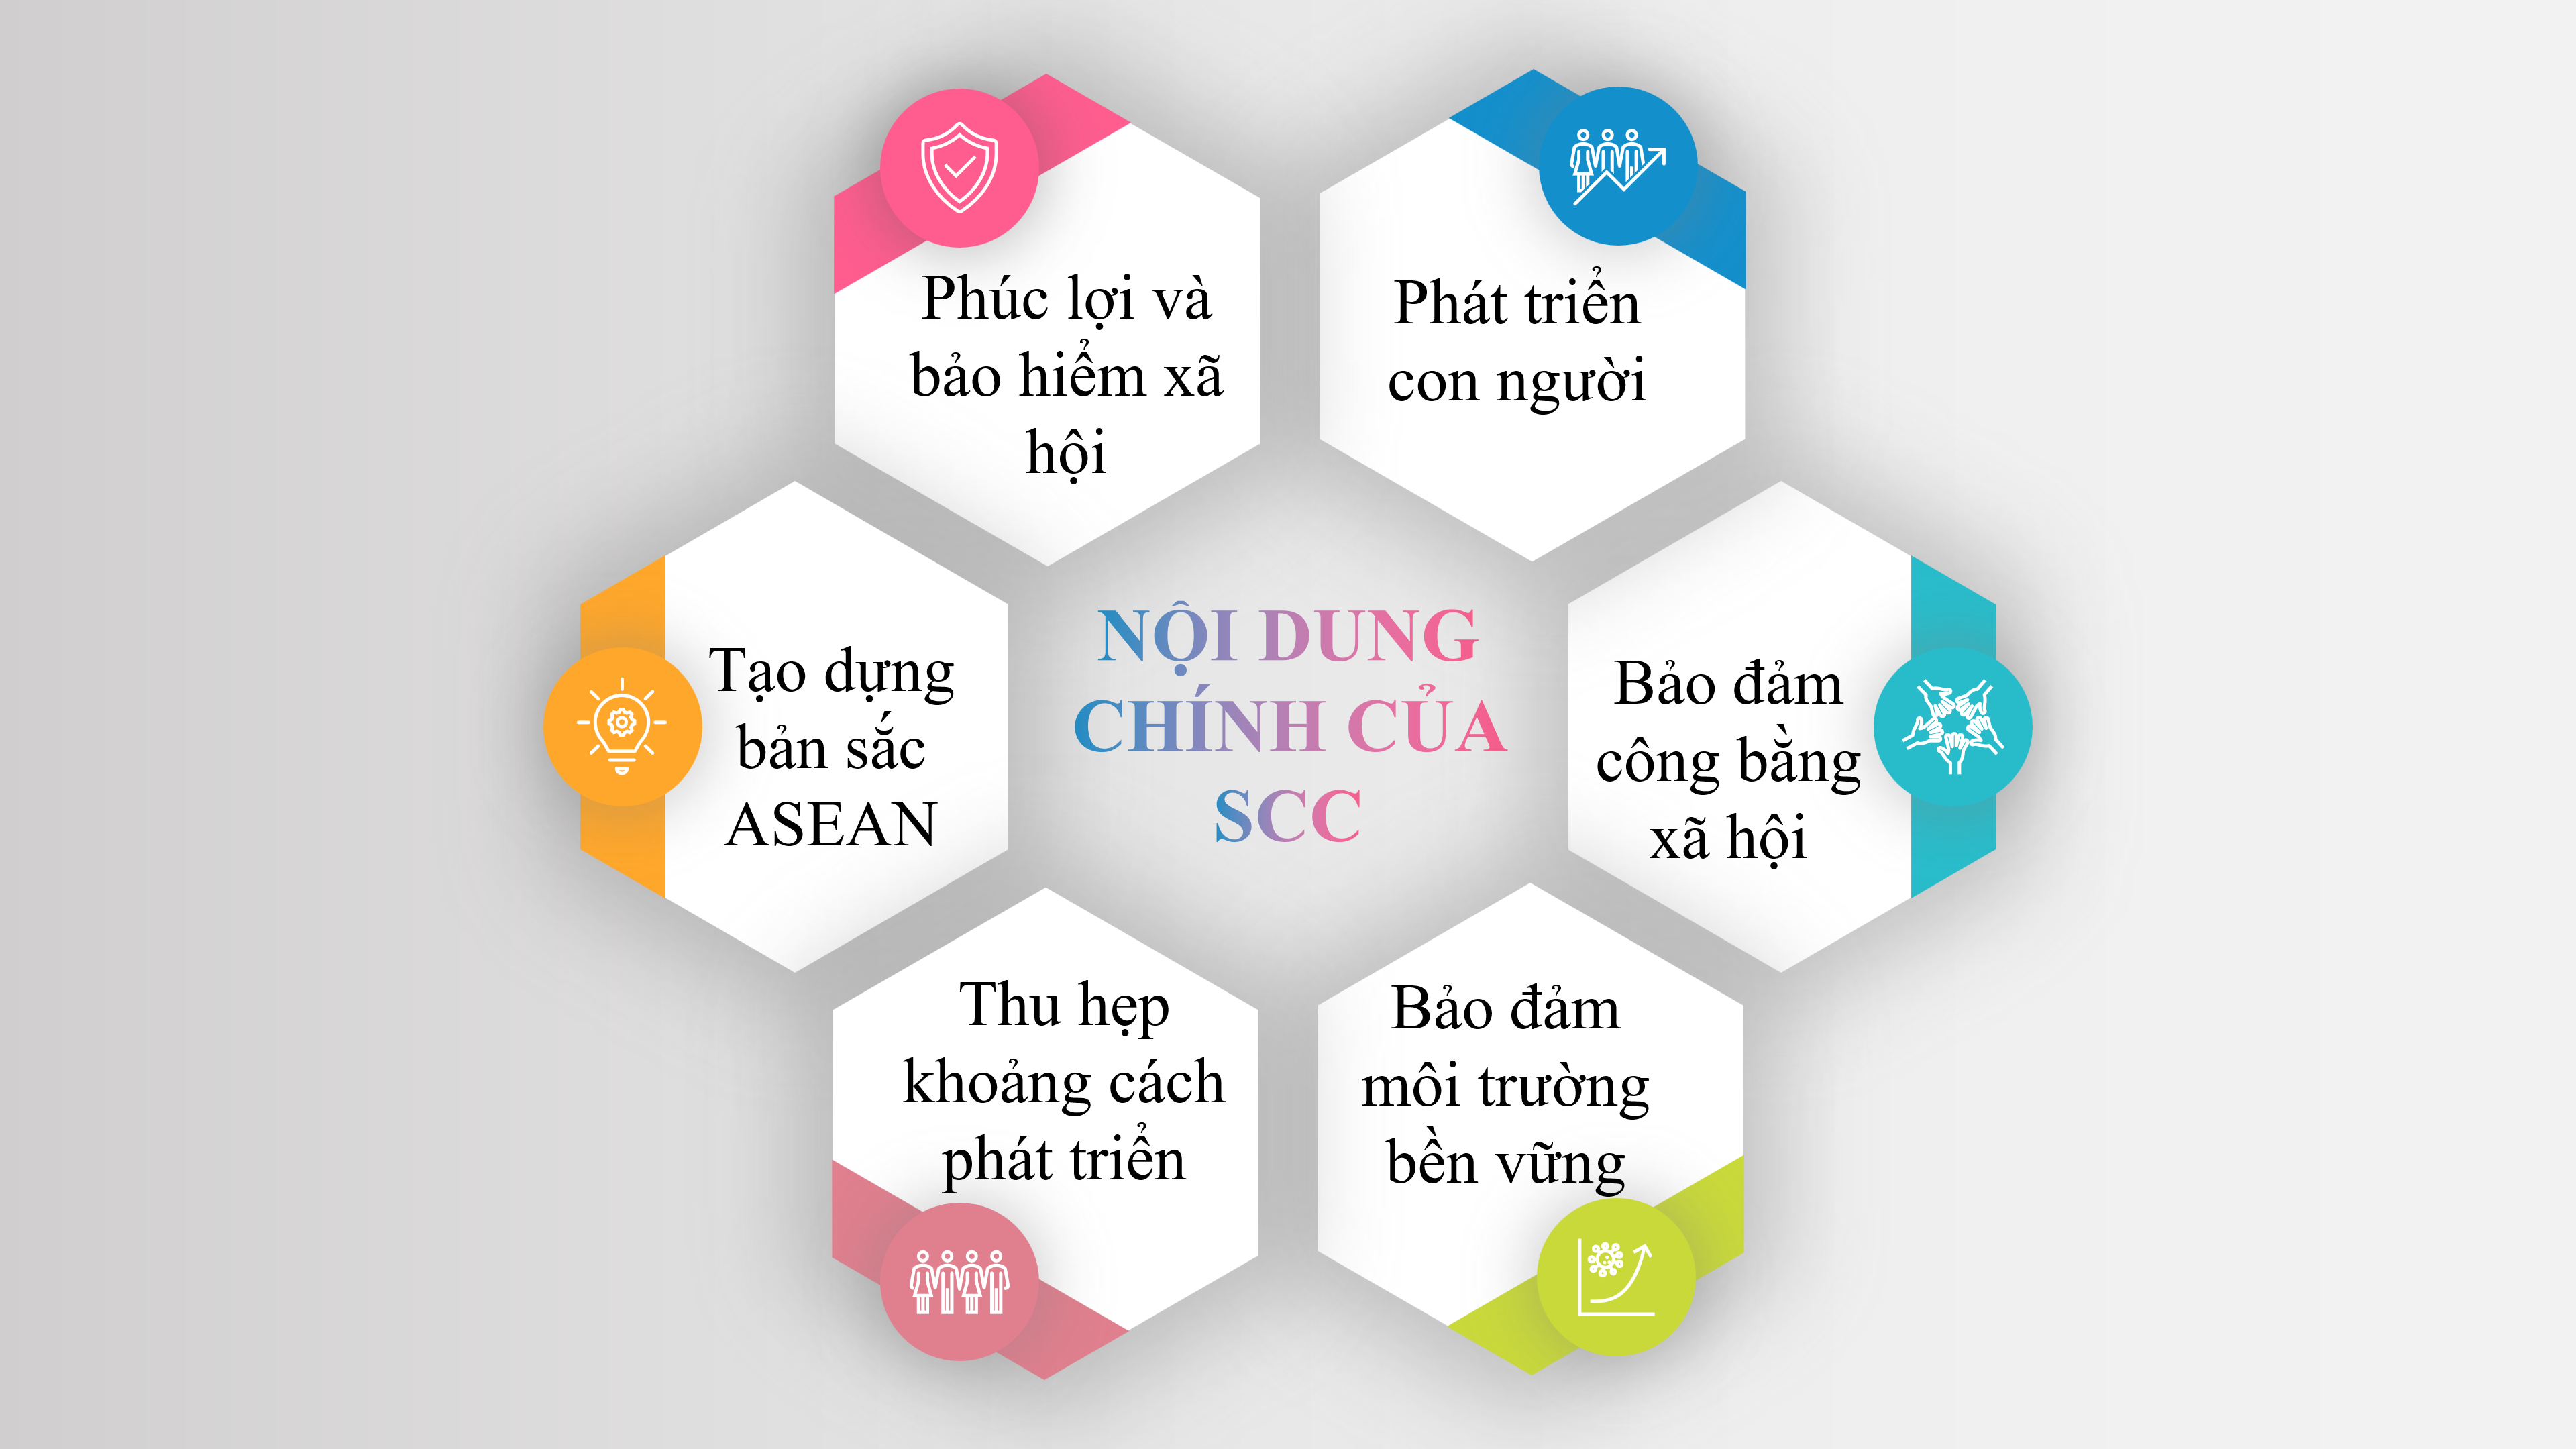 Phúc lợi và
bảo hiểm xã
hội
Phát triển
con người
Tạo dựng
bản sắc
ASEAN
NỘI DUNG
CHÍNH CỦA
SCC
Bảo đảm
công bằng
xã hội
Thu hẹp
khoảng cách
phát triển
Bảo đảm
môi trường
bền vững